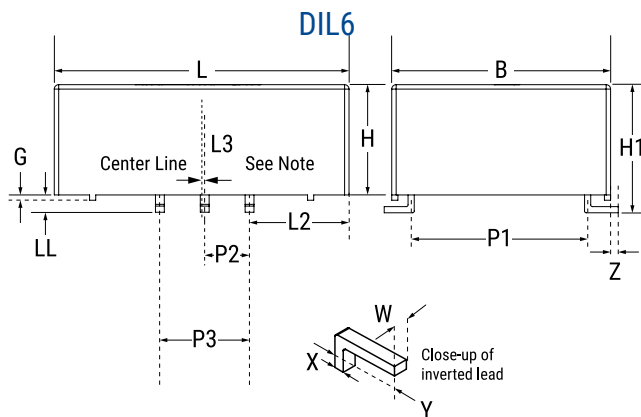 DIL6
L
B
L3
H
H1
G
Center Line
See Note
LL
L2
P2
P1
Z
P3
W
X
Close-up of
inverted lead
Y